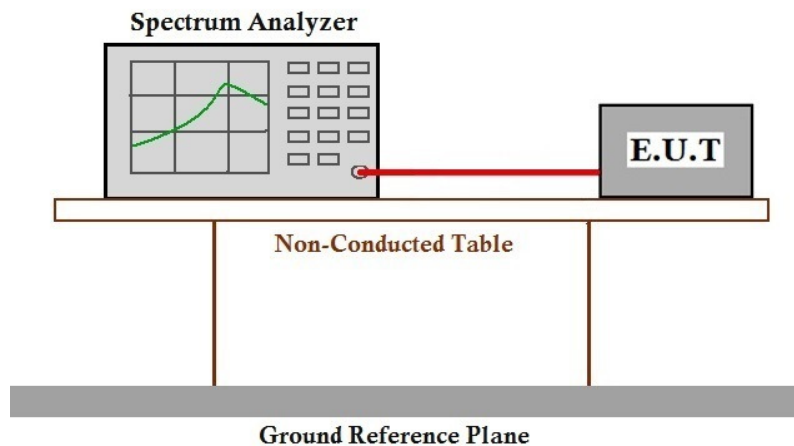 Spectrum Analyzer
E.U.T
Non-Conducted Table
Ground Reference Plane